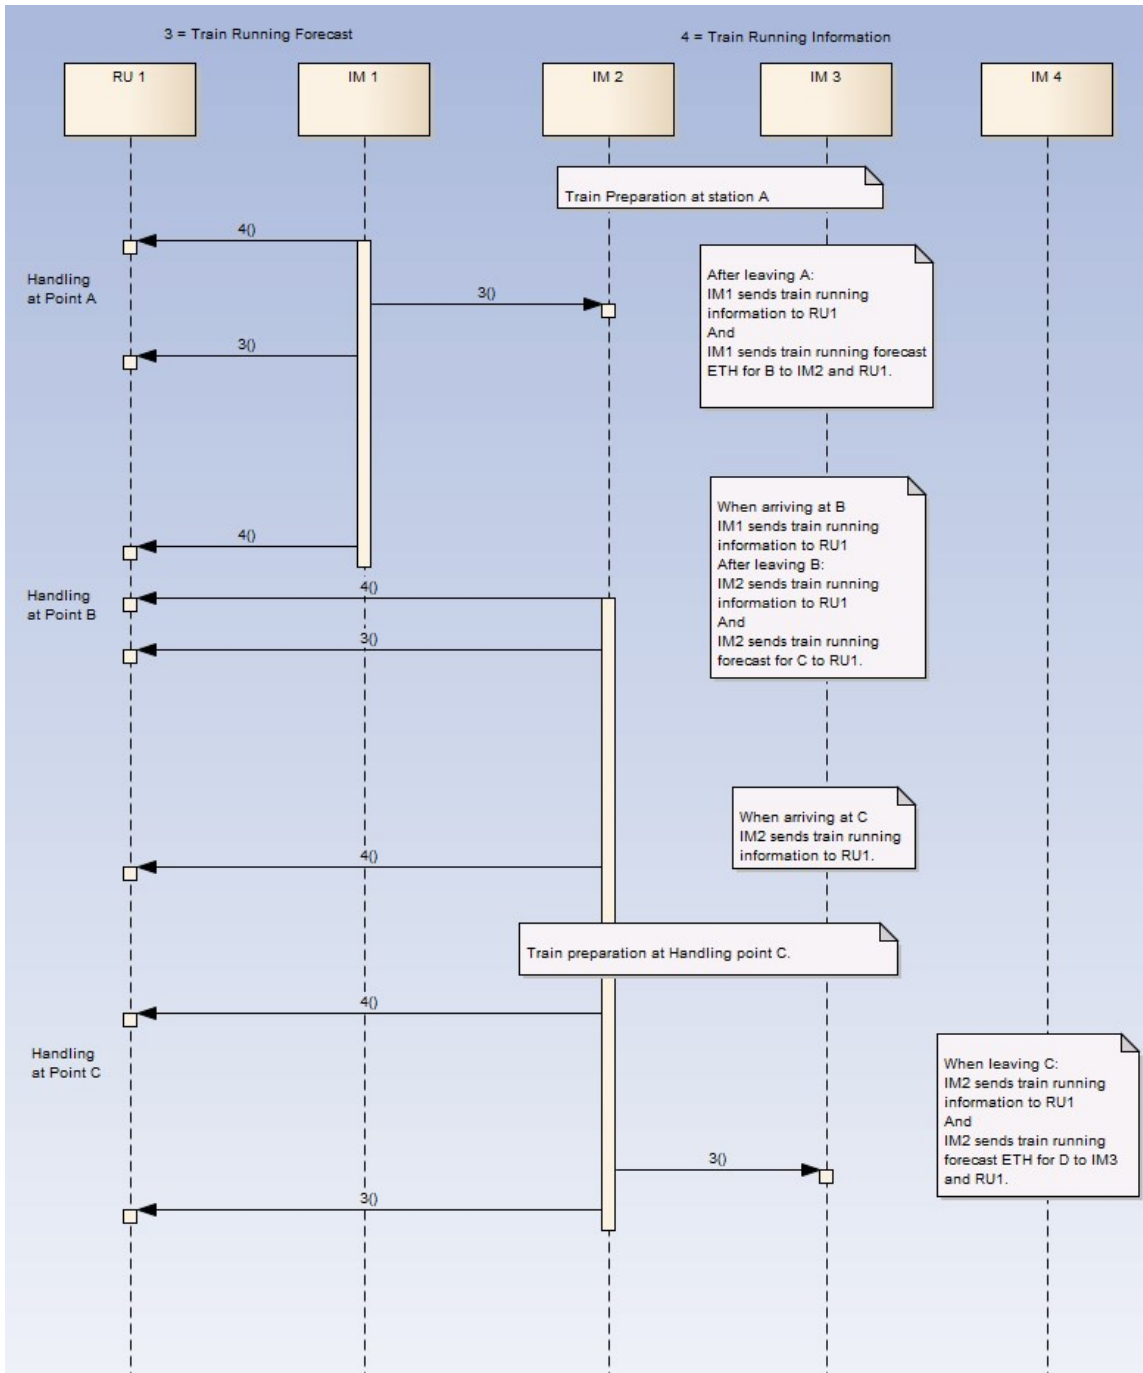 3 = Train Running Forecast
4 = Train Running Information
RU 1
IM 1
IM 2
IM 3
IM 4
Train Preparation at station A
4()
Handling
at Point A
3()
3()
After leaving A:
IM1 sends train running
information to RU1
And
IM1 sends train running forecast
ETH for B to IM2 and RU1.
4()
When arriving at B
IM1 sends train running
information to RU1
After leaving B:
IM2 sends train running
information to RU1
And
IM2 sends train running
forecast for C to RU1.
4()
Handling
at Point B
3()
When arriving at C
IM2 sends train running
information to RU1.
4()
Train preparation at Handling point C.
4()
Handling
at Point C
When leaving C:
IM2 sends train running
information to RU1
And
IM2 sends train running
forecast ETH for D to IM3
and RU1.
3()
3()